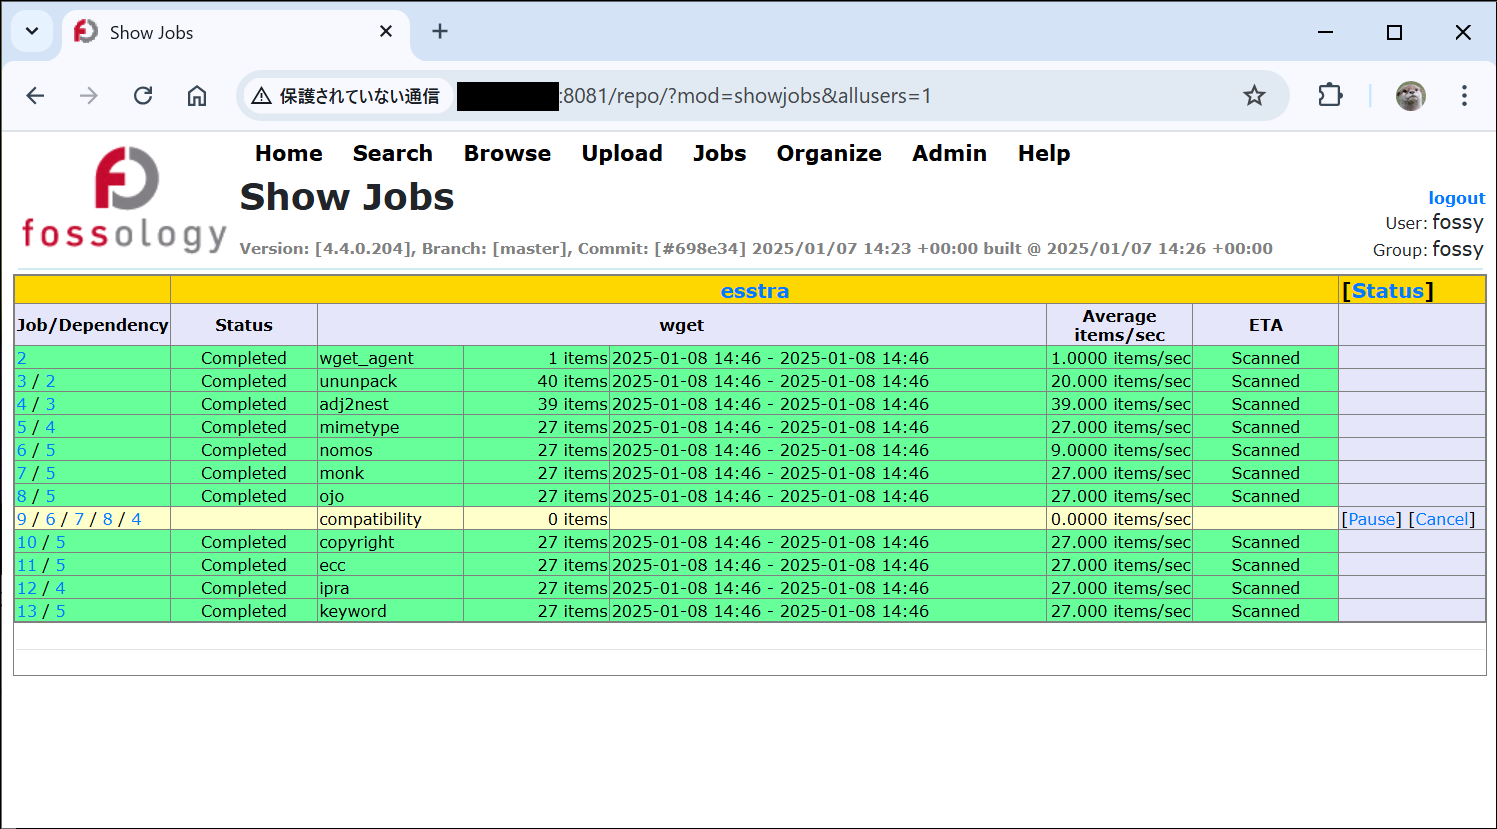 Show Jobs
保護されていない通信 :8081/repo/?mod=showjobs&allusers=1
fossology
Home Search Browse Upload Jobs Organize Admin Help
Show Jobs
logout
User: fossy
Version: [4.4.0.204], Branch: [master], Commit: [#698e34] 2025/01/07 14:23 +00:00 built @ 2025/01/07 14:26 +00:00
Group: fossy
esstra [Status]
Job/Dependency Status wget Average items/sec ETA
2 Completed wget_agent 1 items 2025-01-08 14:46 - 2025-01-08 14:46 1.0000 items/sec Scanned
3 / 2 Completed ununpack 40 items 2025-01-08 14:46 - 2025-01-08 14:46 20.000 items/sec Scanned
4 / 3 Completed adj2nest 39 items 2025-01-08 14:46 - 2025-01-08 14:46 39.000 items/sec Scanned
5 / 4 Completed mimetype 27 items 2025-01-08 14:46 - 2025-01-08 14:46 27.000 items/sec Scanned
6 / 5 Completed nomos 27 items 2025-01-08 14:46 - 2025-01-08 14:46 9.0000 items/sec Scanned
7 / 5 Completed monk 27 items 2025-01-08 14:46 - 2025-01-08 14:46 27.000 items/sec Scanned
8 / 5 Completed ojo 27 items 2025-01-08 14:46 - 2025-01-08 14:46 27.000 items/sec Scanned
9 / 6 / 7 / 8 / 4 compatibility 0 items 0.0000 items/sec [Pause] [Cancel]
10 / 5 Completed copyright 27 items 2025-01-08 14:46 - 2025-01-08 14:46 27.000 items/sec Scanned
11 / 5 Completed ecc 27 items 2025-01-08 14:46 - 2025-01-08 14:46 27.000 items/sec Scanned
12 / 4 Completed ipra 27 items 2025-01-08 14:46 - 2025-01-08 14:46 27.000 items/sec Scanned
13 / 5 Completed keyword 27 items 2025-01-08 14:46 - 2025-01-08 14:46 27.000 items/sec Scanned